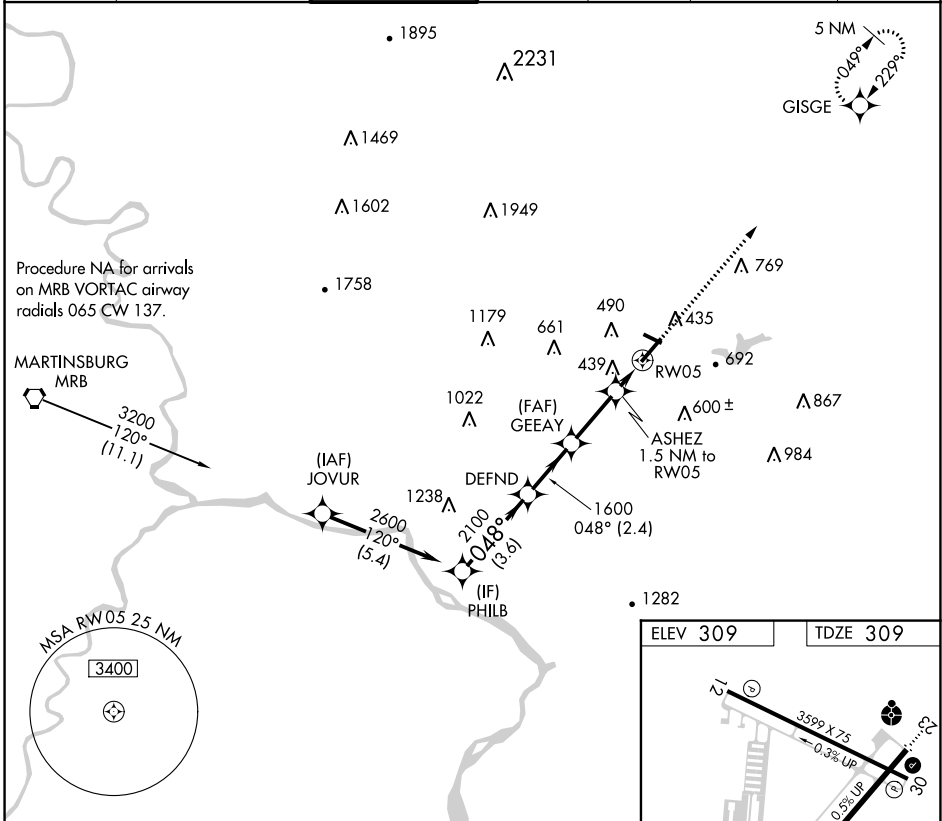 1895
2231
5 NM
049°
229°
GISGE
1469
1602
1949
Procedure NA for arrivals
on MRB VORTAC airway
radials 065 CW 137.
1758
769
1179
661
490
435
439
RW05
692
MARTINSBURG
MRB
3200
120°
(11.1)
1022
(FAF)
GEEAY
600 ±
867
ASHEZ
1.5 NM to
RW05
984
(IAF)
JOVUR
1238
DEFND
2600
120°
(5.4)
2100
048°
(3.6)
1600
048° (2.4)
(IF)
PHILB
1282
MSA RW05 25 NM
3400
ELEV 309
TDZE 309
12
P
3599 X 75
0.3% UP
23
P
P
30
0.5% UP